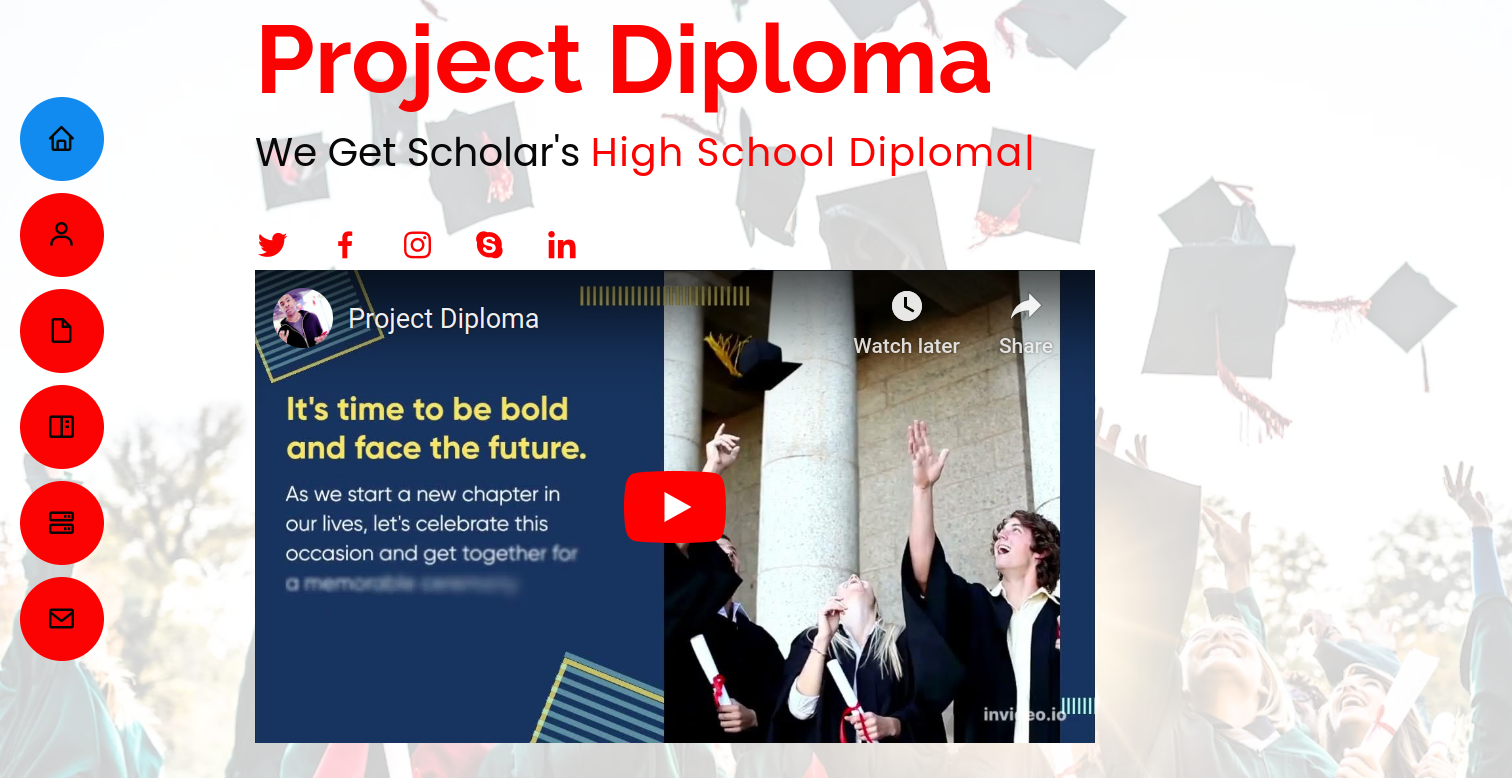 Project Diploma
We Get Scholar's High School Diploma|
Project Diploma
Watch later
Share
It's time to be bold
and face the future.
As we start a new chapter in
our lives, let's celebrate this
occasion and get together for
a memorable ceremony.
invideo.io